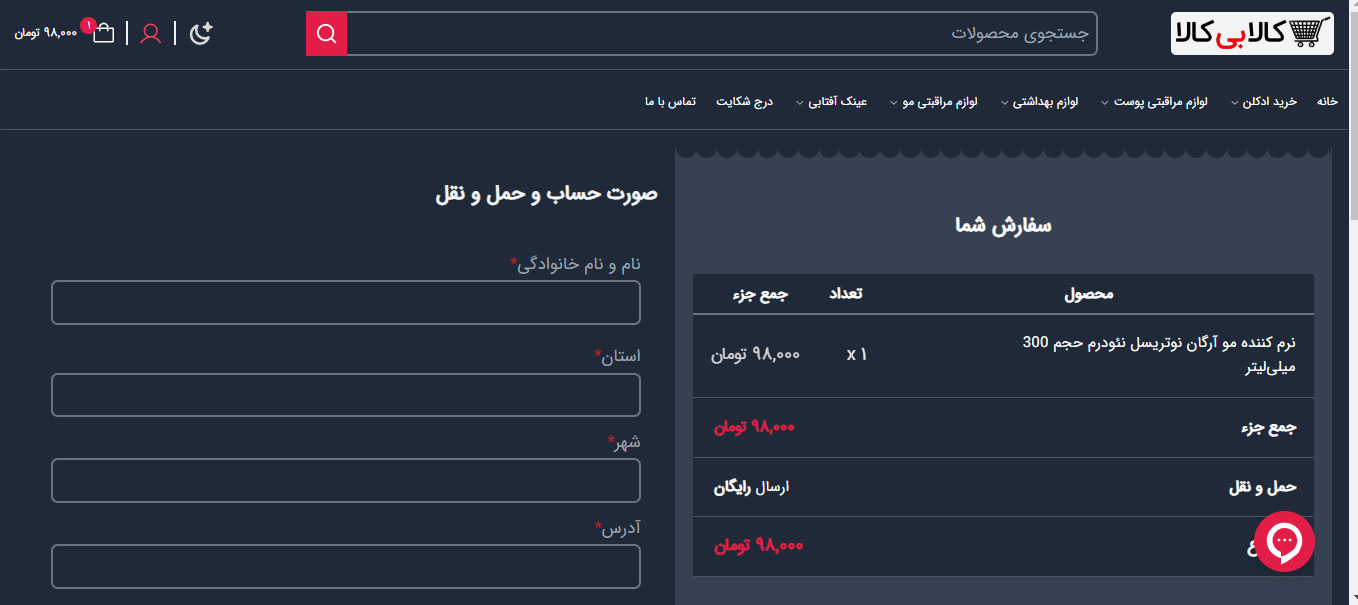 کالابی‌کالا
جستجوی محصولات
۱
۹۸,۰۰۰ تومان
خانه
خرید ادکلن
لوازم مراقبتی پوست
لوازم بهداشتی
لوازم مراقبتی مو
عینک آفتابی
درج شکایت
تماس با ما
سفارش شما
محصول تعداد جمع جزء
نرم کننده مو آرگان نوتریسل نئودرم حجم 300
میلی‌لیتر
x ۱
۹۸,۰۰۰ تومان
جمع جزء ۹۸,۰۰۰ تومان
حمل و نقل ارسال رایگان
۹۸,۰۰۰ تومان
صورت حساب و حمل و نقل
نام و نام خانوادگی*
استان*
شهر*
آدرس*